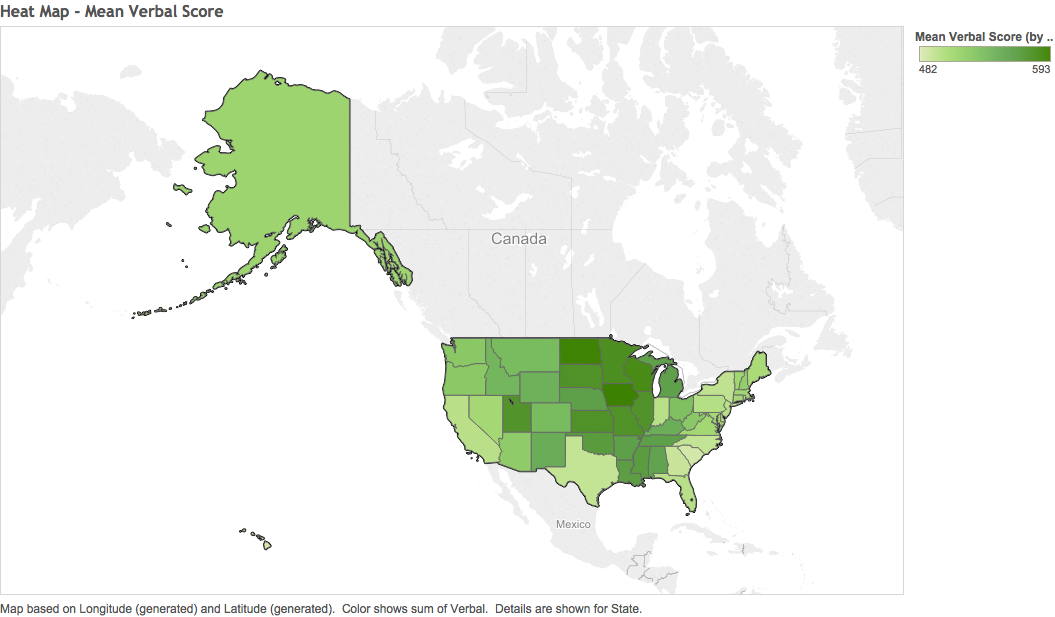 Heat Map - Mean Verbal Score
Mean Verbal Score (by ..
482 593
Canada
Mexico
Map based on Longitude (generated) and Latitude (generated).  Color shows sum of Verbal.  Details are shown for State.